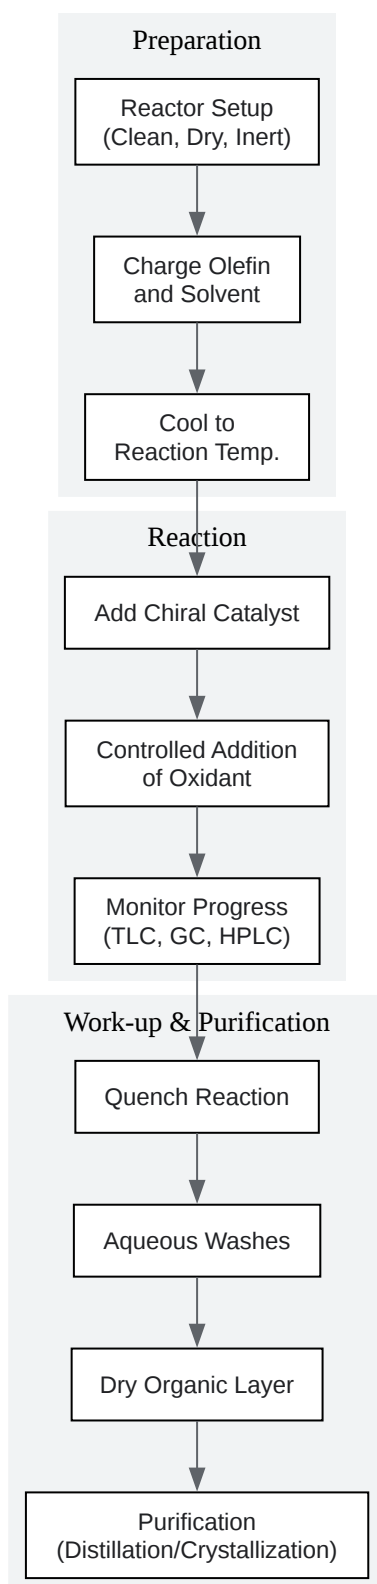 Preparation
Reactor Setup
(Clean, Dry, Inert)
Charge Olefin
and Solvent
Cool to
Reaction Temp.
Reaction
Add Chiral Catalyst
Controlled Addition
of Oxidant
Monitor Progress
(TLC, GC, HPLC)
Work-up & Purification
Quench Reaction
Aqueous Washes
Dry Organic Layer
Purification
(Distillation/Crystallization)